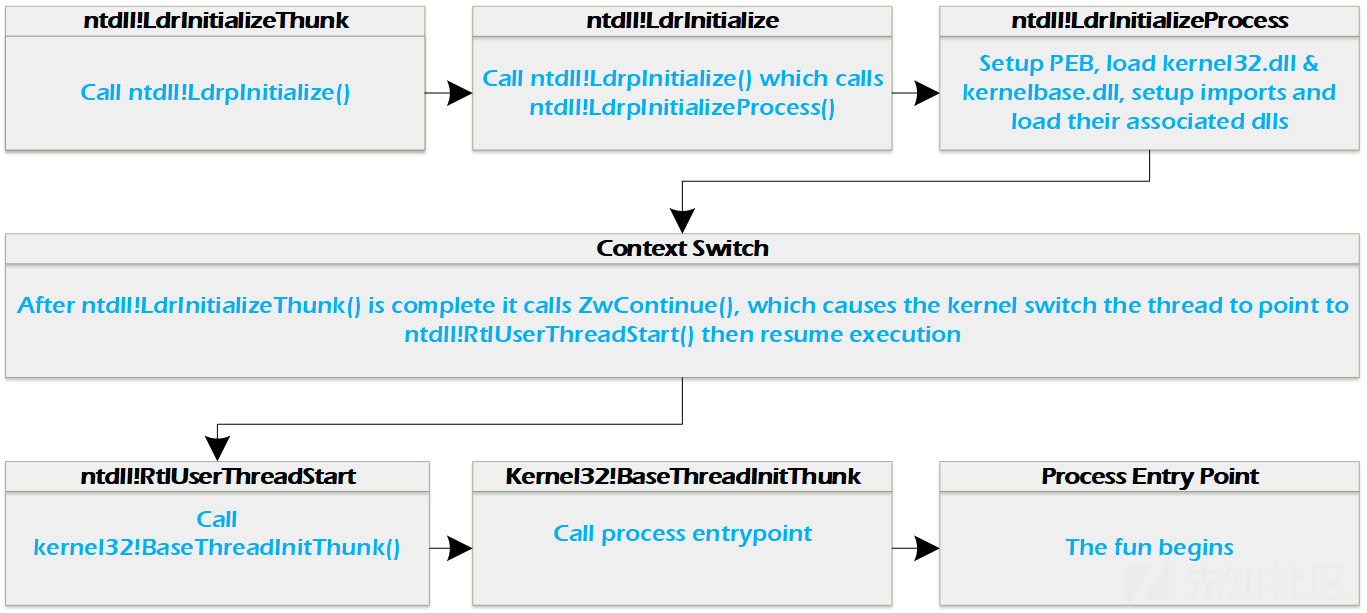 ntdll!LdrInitializeThunk
Call ntdll!LdrpInitialize()
ntdll!LdrInitialize
Call ntdll!LdrpInitialize() which calls
ntdll!LdrpInitializeProcess()
ntdll!LdrInitializeProcess
Setup PEB, load kernel32.dll &
kernelbase.dll, setup imports and
load their associated dlls
Context Switch
After ntdll!LdrInitializeThunk() is complete it calls ZwContinue(), which causes the kernel switch the thread to point to
ntdll!RtlUserThreadStart() then resume execution
ntdll!RtlUserThreadStart
Call
kernel32!BaseThreadInitThunk()
Kernel32!BaseThreadInitThunk
Call process entrypoint
Process Entry Point
The fun begins
先知社区